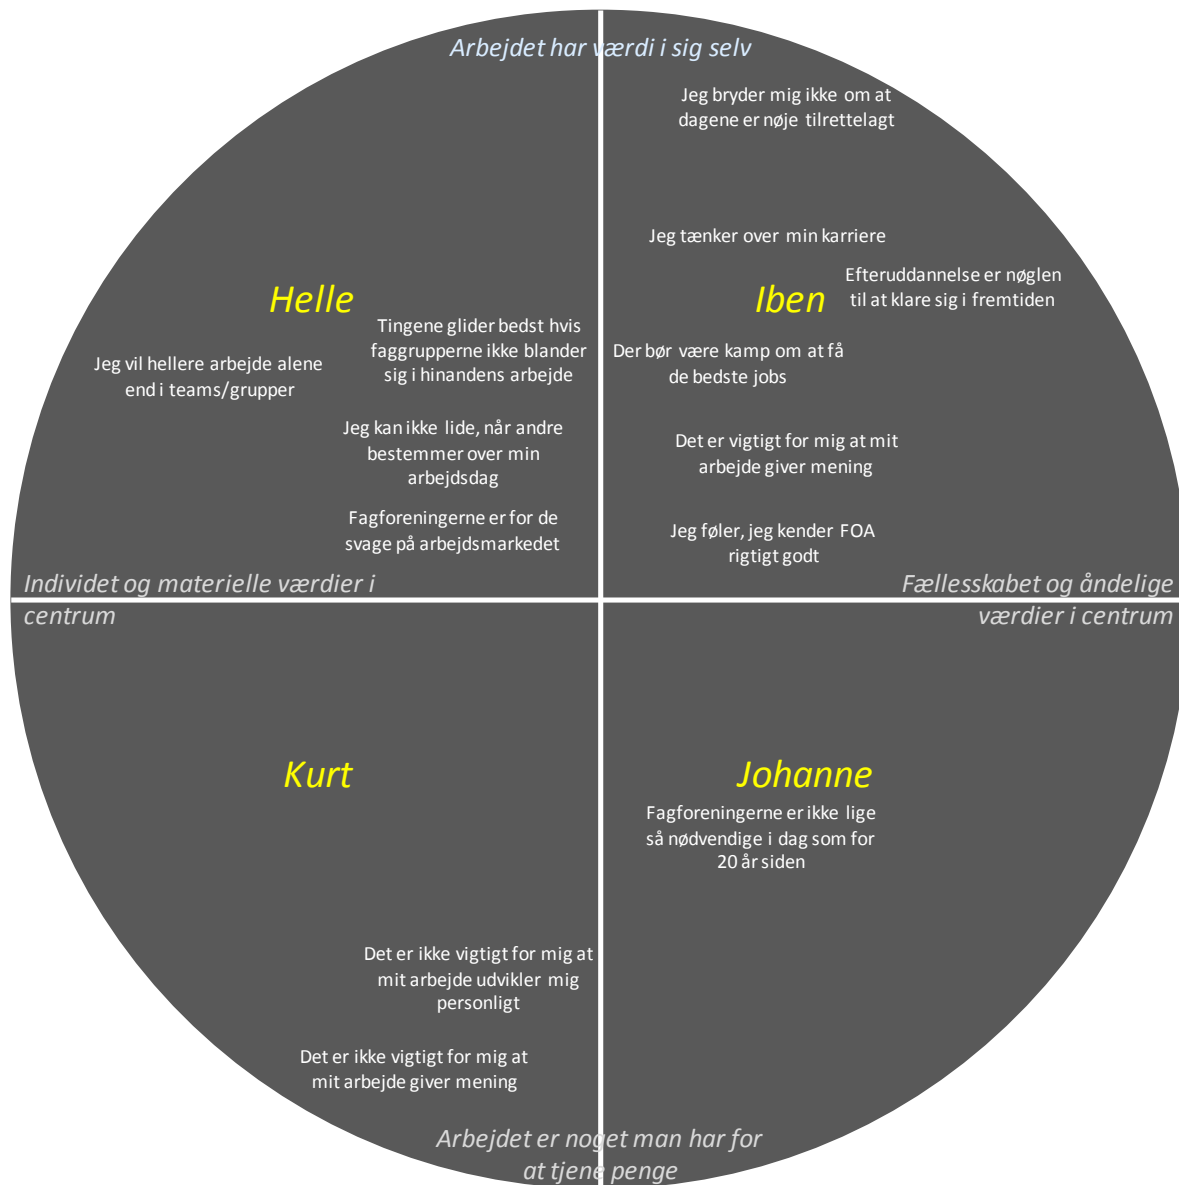 Arbejdet har værdi i sig selv
Jeg bryder mig ikke om at
dagene er nøje tilrettelagt
Jeg tænker over min karriere
Efteruddannelse er nøglen
til at klare sig i fremtiden
Helle
Iben
Tingene glider bedst hvis
faggrupperne ikke blander
sig i hinandens arbejde
Jeg vil hellere arbejde alene
end i teams/grupper
Der bør være kamp om at få
de bedste jobs
Jeg kan ikke lide, når andre
bestemmer over min
arbejdsdag
Det er vigtigt for mig at mit
arbejde giver mening
Fagforeningerne er for de
svage på arbejdsmarkedet
Jeg føler, jeg kender FOA
rigtigt godt
Individet og materielle værdier i
centrum
Fællesskabet og åndelige
værdier i centrum
Kurt
Johanne
Fagforeningerne er ikke lige
så nødvendige i dag som for
20 år siden
Det er ikke vigtigt for mig at
mit arbejde udvikler mig
personligt
Det er ikke vigtigt for mig at
mit arbejde giver mening
Arbejdet er noget man har for
at tjene penge